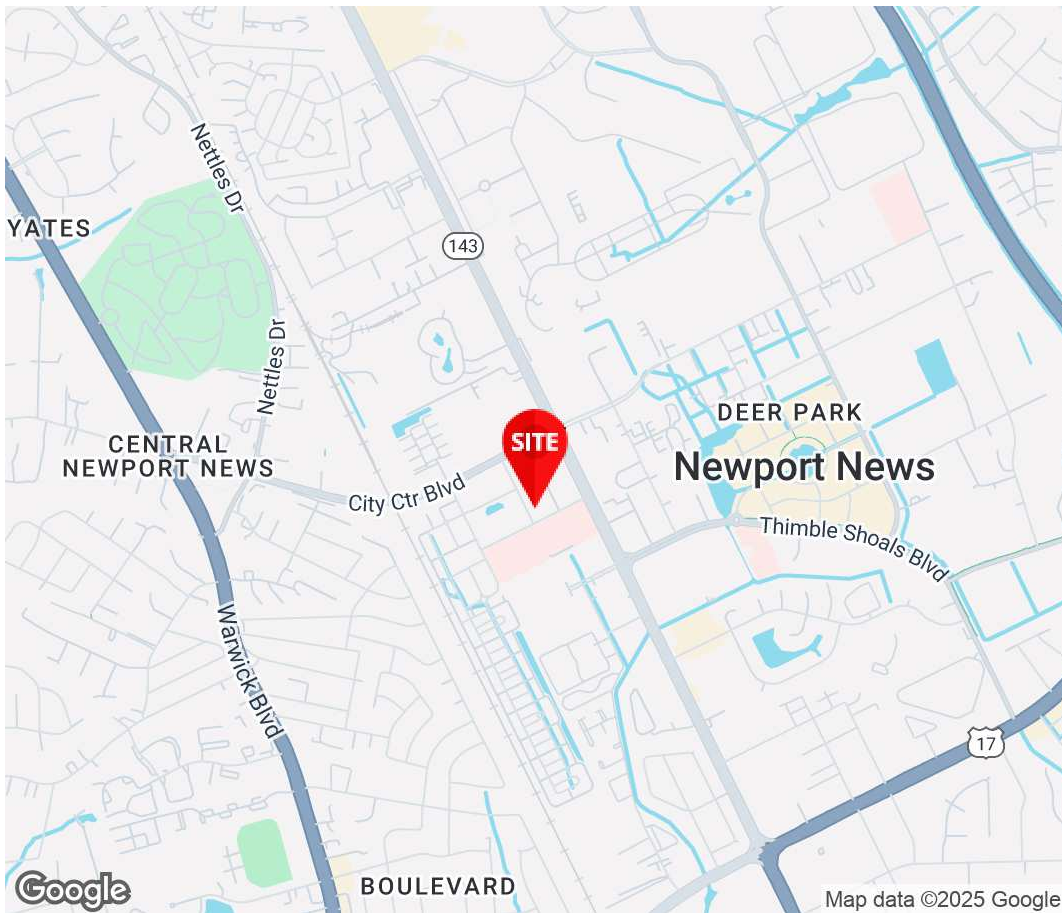 Nettles Dr
YATES
143
Nettles Dr
DEER PARK
SITE
CENTRAL
NEWPORT NEWS
Newport News
City Ctr Blvd
Thimble Shoals Blvd
Warwick Blvd
17
BOULEVARD
Google
Map data ©2025 Google